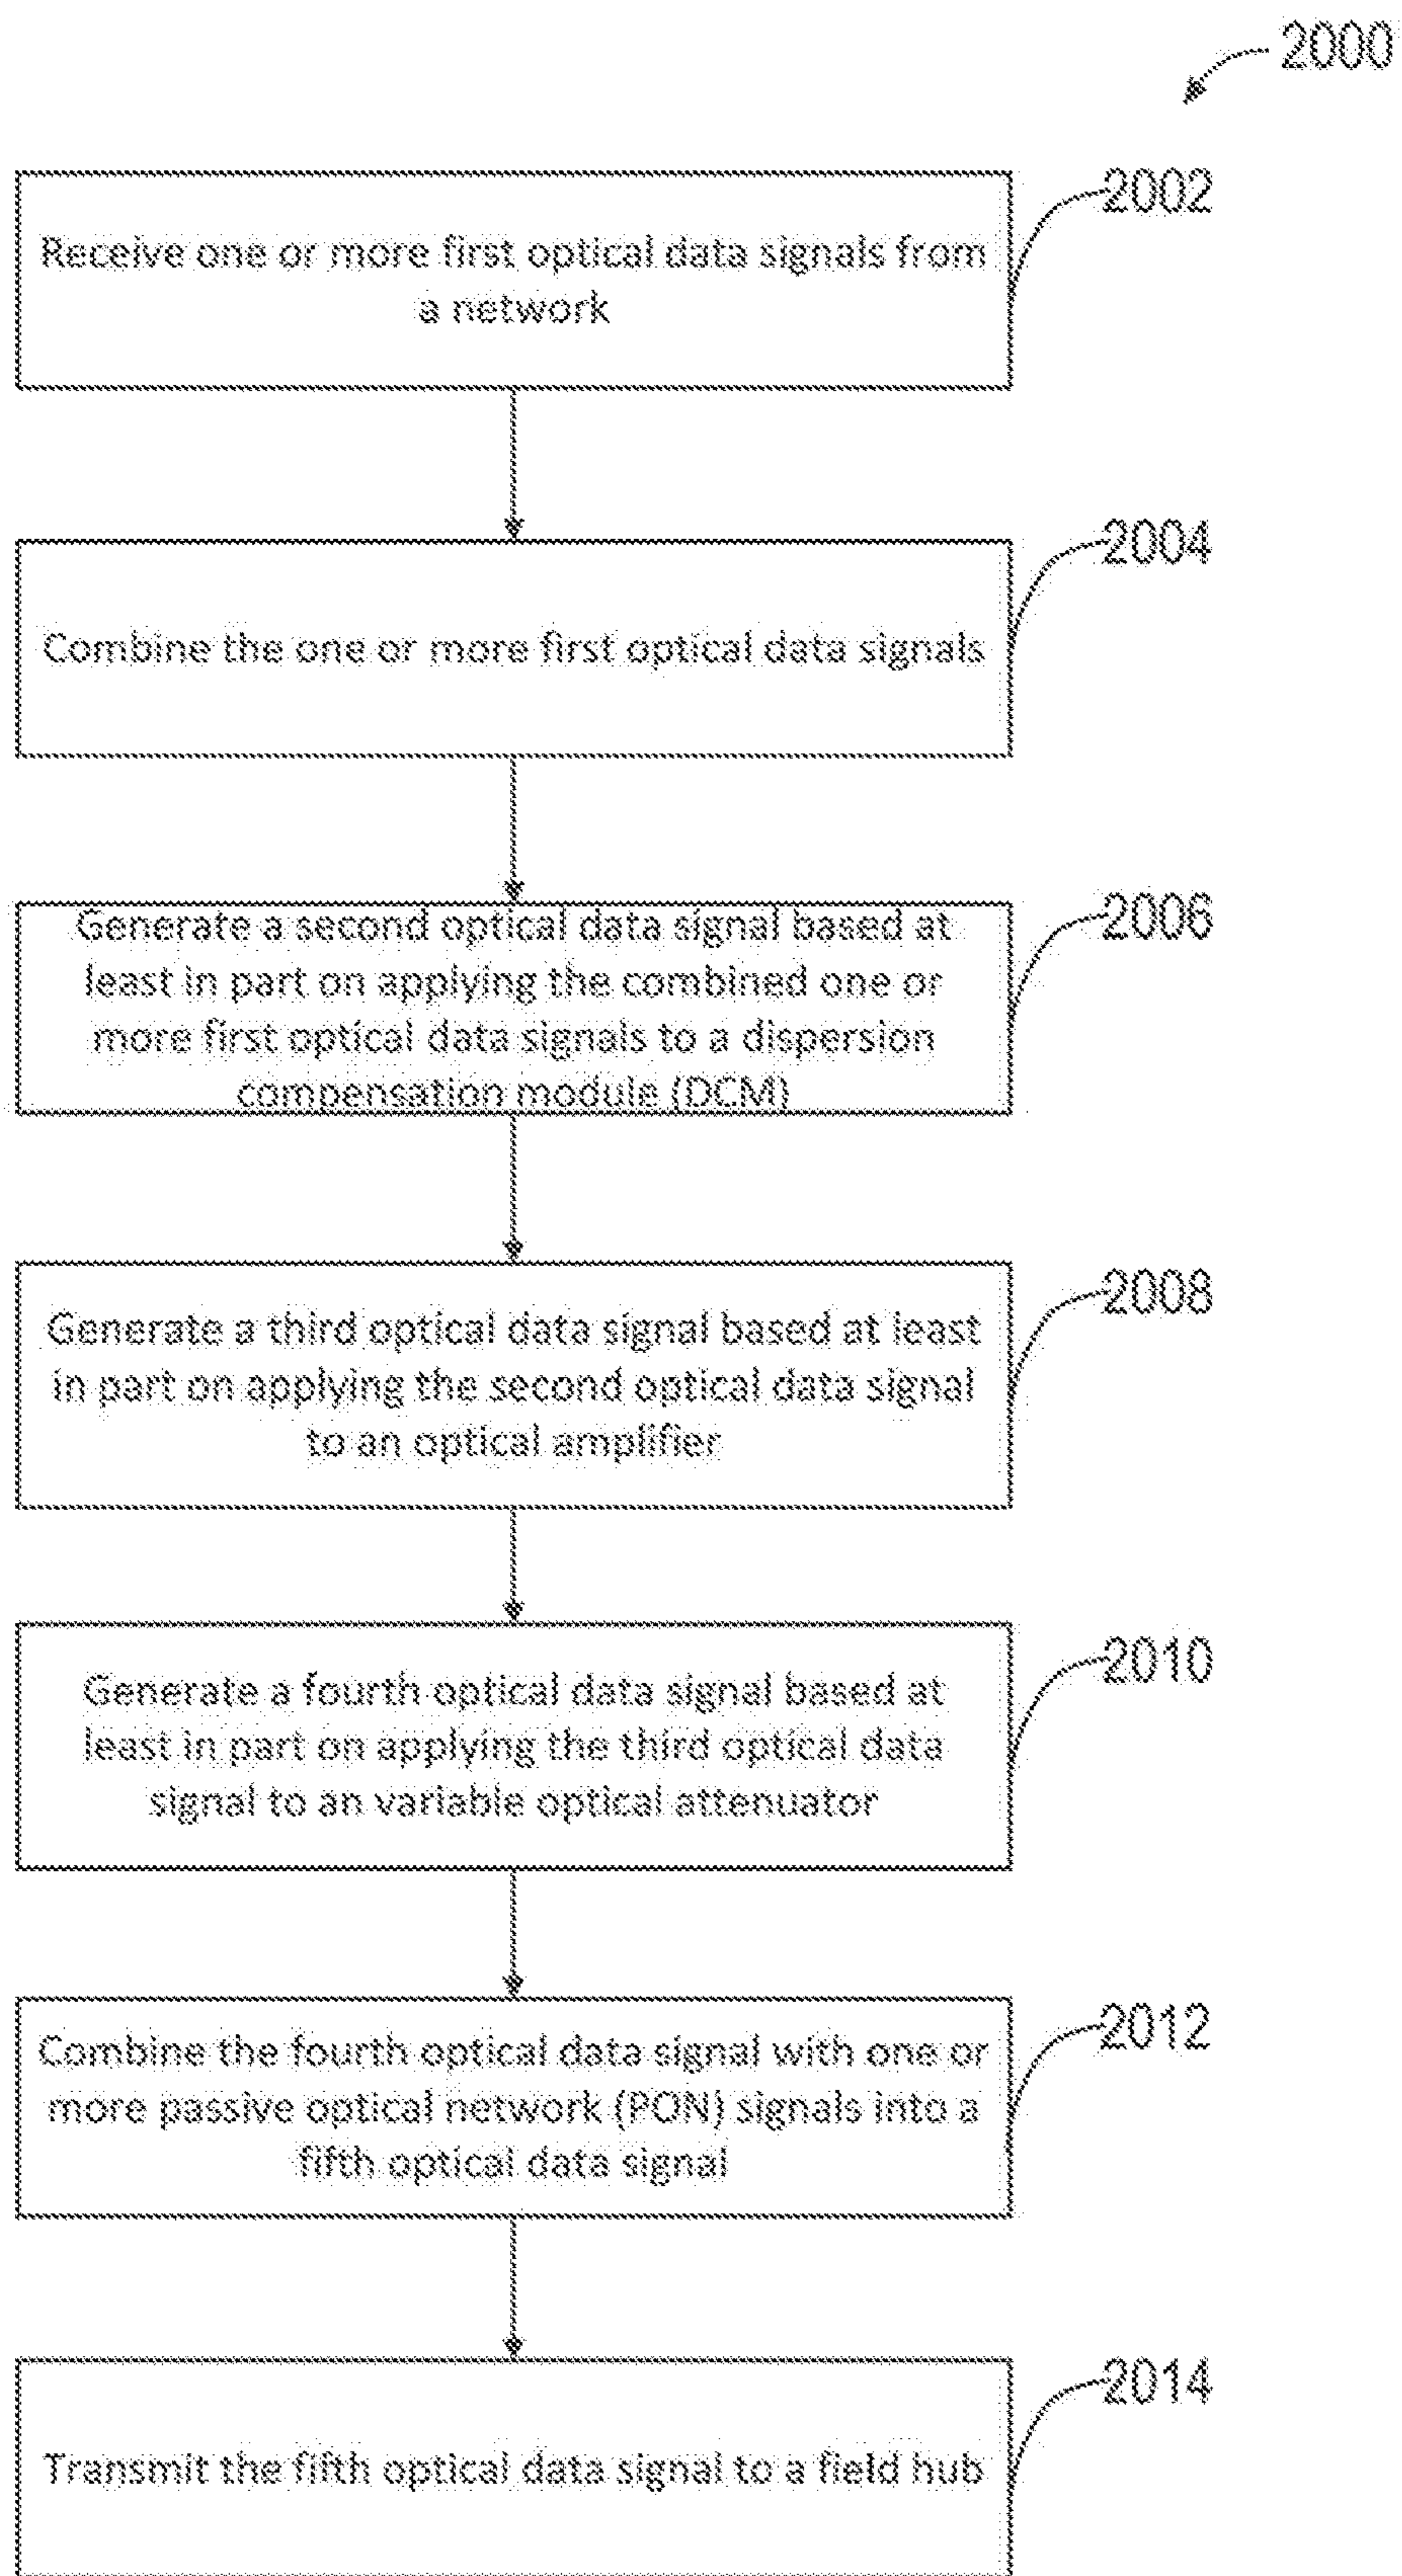 2000
2002
Receive one or more first optical data signals from
a network
2004
Combine the one or more first optical data signals
2006
Generate a second optical data signal based at
least in part on applying the combined one or
more first optical data signals to a dispersion
compensation module (DCM)
2008
Generate a third optical data signal based at least
in part on applying the second optical data signal
to an optical amplifier
2010
Generate a fourth optical data signal based at
least in part on applying the third optical data
signal to an variable optical attenuator
2012
Combine the fourth optical data signal with one or
more passive optical network (PON) signals into a
fifth optical data signal
2014
Transmit the fifth optical data signal to a field hub